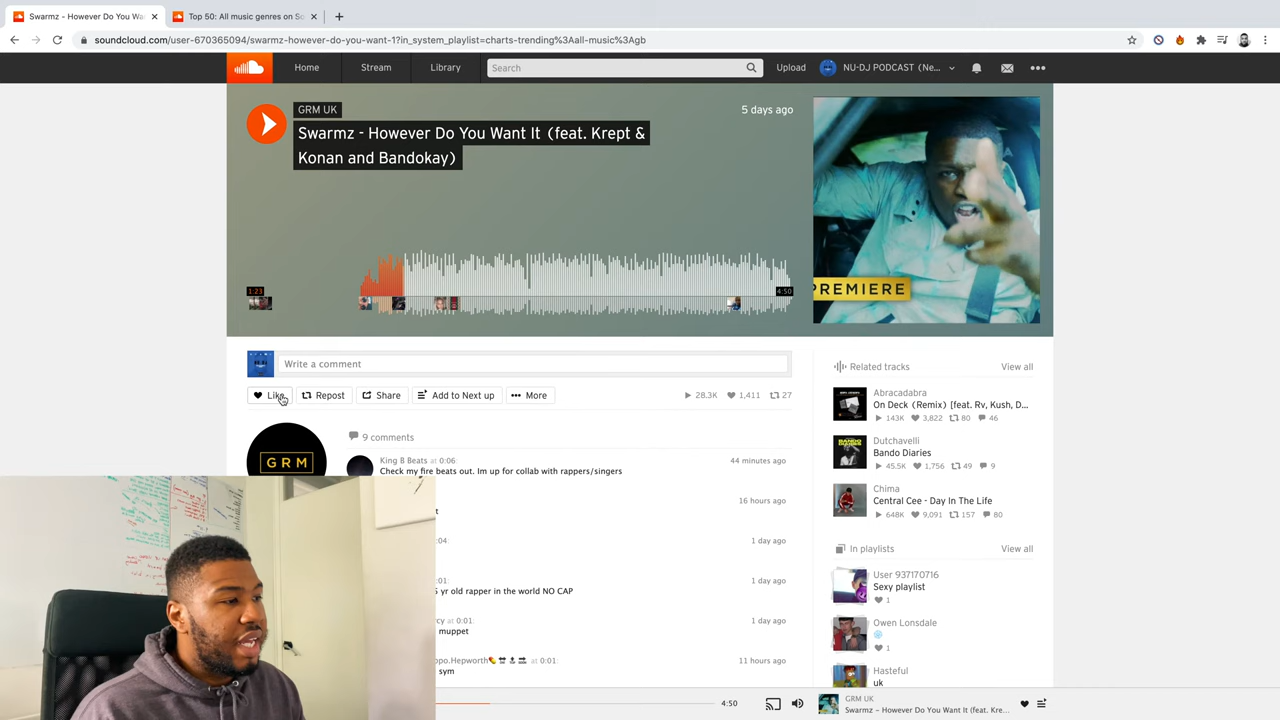 Swarmz - However Do You Wa
Top 50: All music genres on So
soundcloud.com/user-670365094/swarmz-however-do-you-want-1?in_system_playlist=charts-trending%3Aall-music%3Agb
Home
Stream
Library
Search
Upload
NU-DJ PODCAST (Ne...
GRM UK
5 days ago
Swarmz - However Do You Want It (feat. Krept &
Konan and Bandokay)
PREMIERE
1:23
4:50
Write a comment
Like
Repost
Share
Add to Next up
More
28.3K
1,411
27
9 comments
GRM
King B Beats at 0:06:
44 minutes ago
Check my fire beats out. Im up for collab with rappers/singers
16 hours ago
1 day ago
yr old rapper in the world NO CAP
1 day ago
at 0:01:
1 day ago
muppet
ppo.Hepworth at 0:01:
11 hours ago
sym
Related tracks
View all
Abracadabra
On Deck (Remix) [feat. Rv, Kush, D...
143K 3,822 80 46
Dutchavelli
Bando Diaries
45.5K 1,756 49 9
Chima
Central Cee - Day In The Life
648K 9,091 157 80
In playlists
View all
User 937170716
Sexy playlist
1
Owen Lonsdale
1
Hasteful
uk
4:50
GRM UK
Swarmz - However Do You Want It (feat. Kre...